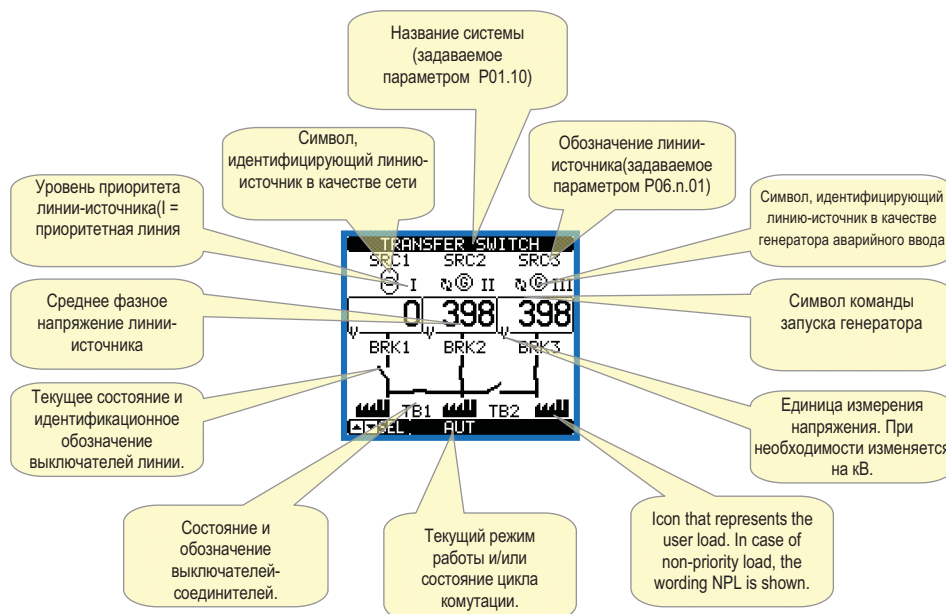 Название системы
(задаваемое
параметром P01.10)
Символ,
идентифицирующий линию-
источник в качестве сети
Обозначение линии-
источника(задаваемое
параметром P06.n.01)
Уровень приоритета
линии-источника(I =
приоритетная линия
Символ, идентифицирующий
линию-источник в качестве
генератора аварийного ввода
Среднее фазное
напряжение линии-
источника
Символ команды
запуска генератора
TRANSFER SWITCH
SRC1 SRC2 SRC3
I G II G III
0 398 398
V V V
BRK1 BRK2 BRK3
TB1 TB2
SEL AUT
Текущее состояние и
идентификационное
обозначение
выключателей линии.
Единица измерения
напряжения. При
необходимости изменяется
на кВ.
Состояние и
обозначение
выключателей-
соединителей.
Текущий режим
работы и/или
состояние цикла
комутации.
Icon that represents the
user load. In case of
non-priority load, the
wording NPL is shown.